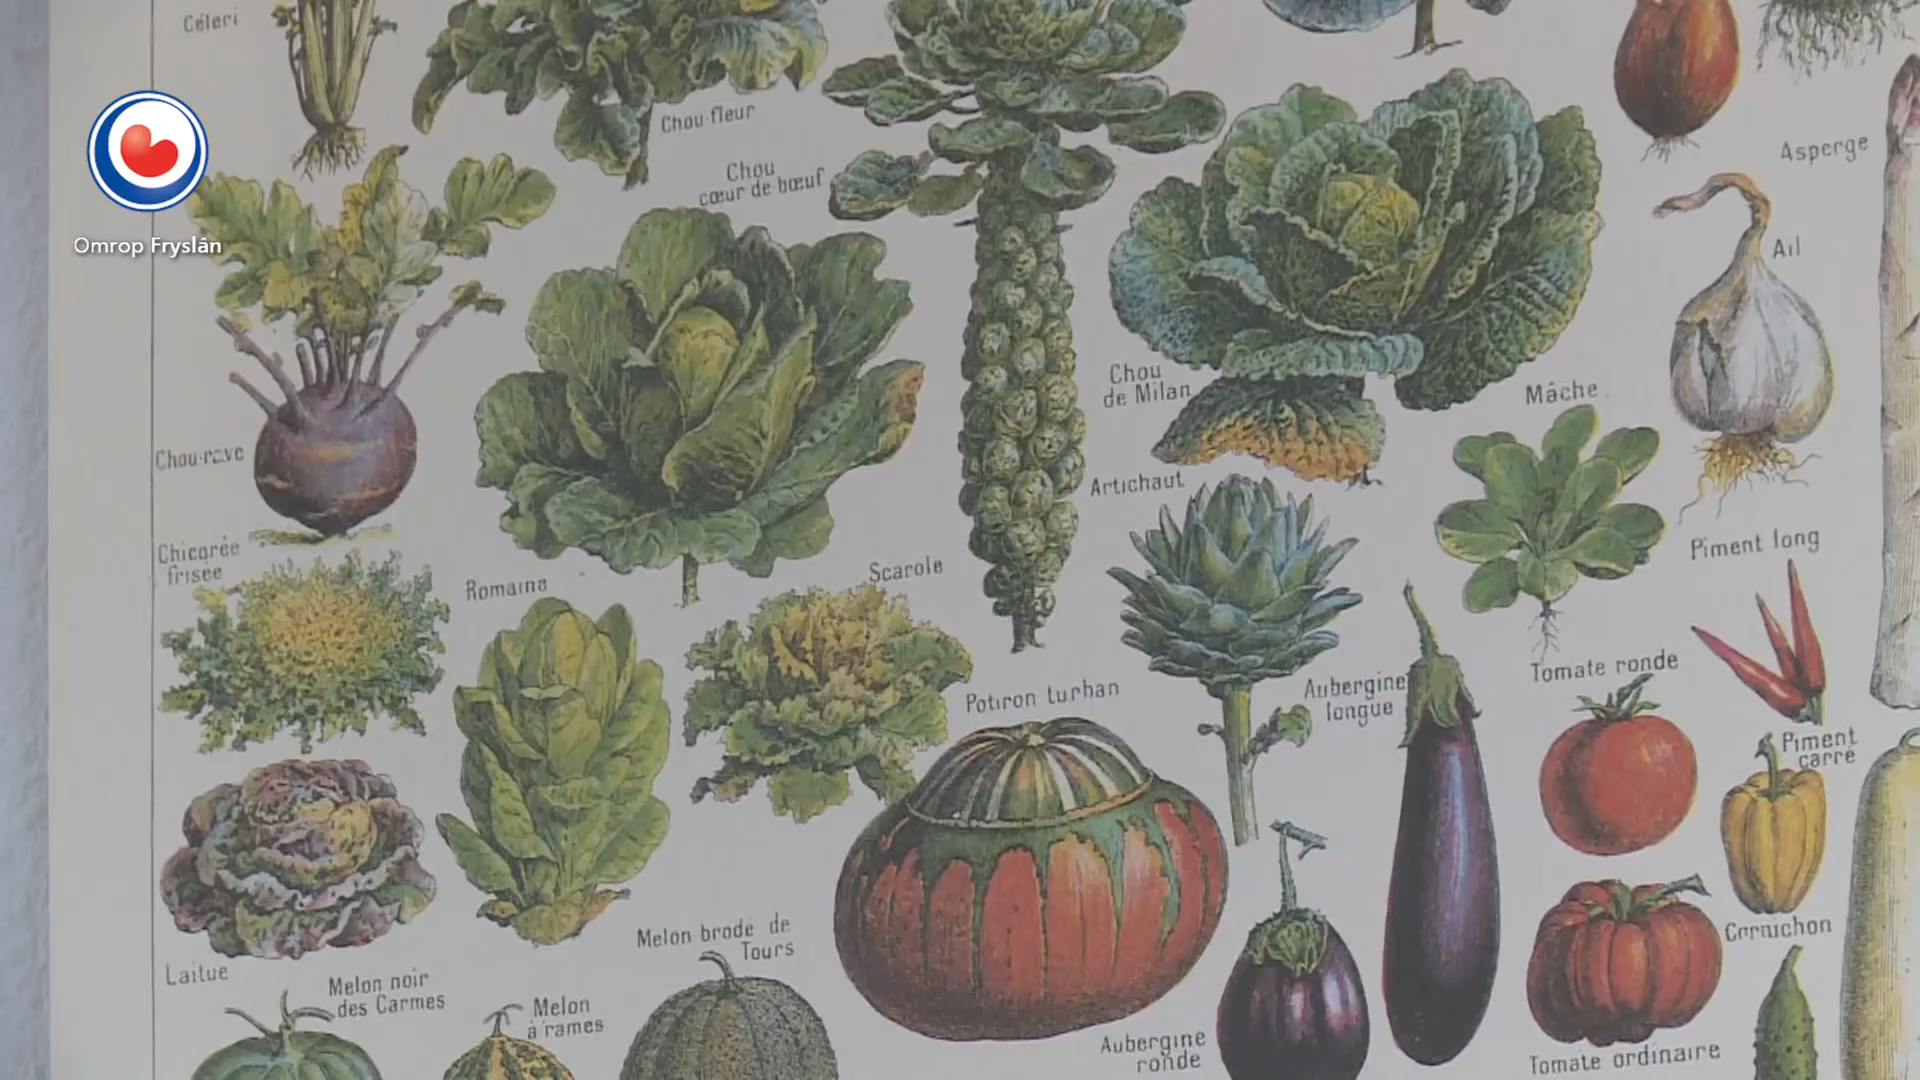 Céleri
Omrop Fryslân
Chou-fleur
Chou
cœur de bœuf
Asperge
Ail
Chou
de Milan
Mâche
Chou-rave
Artichaut
Piment long
Chicorée
frisée
Romaine
Scarole
Tomate ronde
Potiron turban
Aubergine
longue
Piment
carré
Melon brodé de
Tours
Cornichon
Laitue
Melon noir
des Carmes
Melon
à rames
Aubergine
ronde
Tomate ordinaire